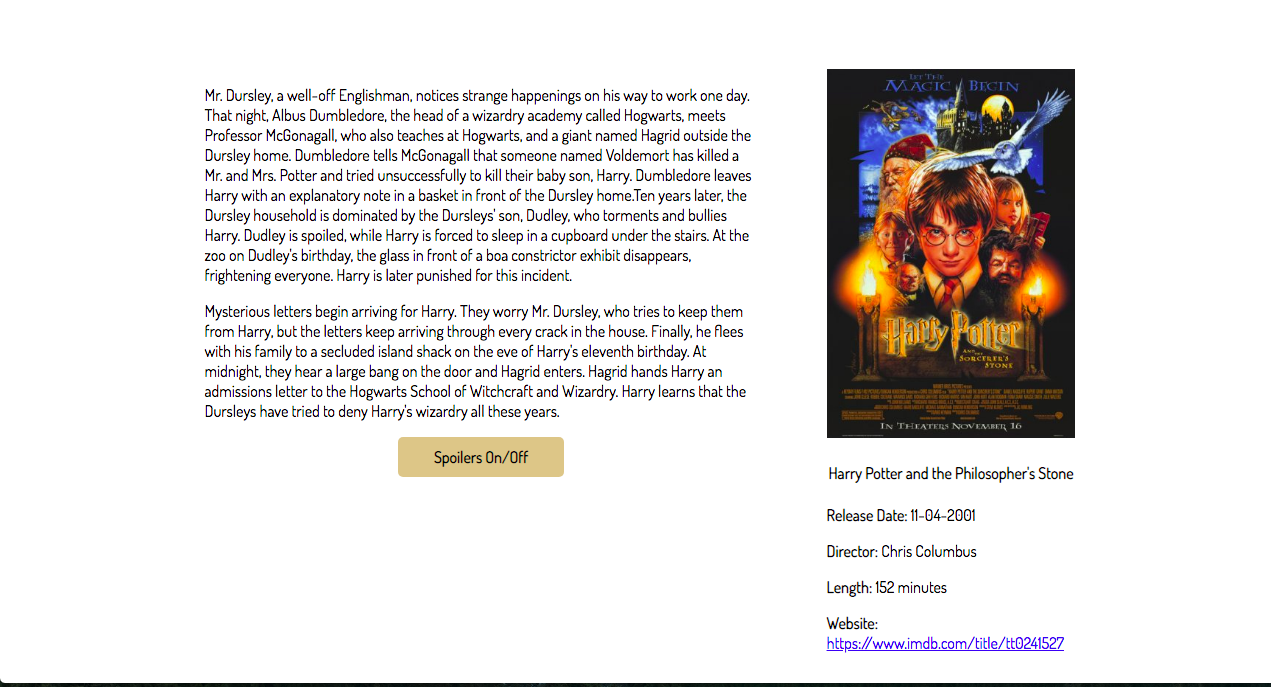 Mr. Dursley, a well-off Englishman, notices strange happenings on his way to work one day.
That night, Albus Dumbledore, the head of a wizardry academy called Hogwarts, meets
Professor McGonagall, who also teaches at Hogwarts, and a giant named Hagrid outside the
Dursley home. Dumbledore tells McGonagall that someone named Voldemort has killed a
Mr. and Mrs. Potter and tried unsuccessfully to kill their baby son, Harry. Dumbledore leaves
Harry with an explanatory note in a basket in front of the Dursley home.Ten years later, the
Dursley household is dominated by the Dursleys' son, Dudley, who torments and bullies
Harry. Dudley is spoiled, while Harry is forced to sleep in a cupboard under the stairs. At the
zoo on Dudley's birthday, the glass in front of a boa constrictor exhibit disappears,
frightening everyone. Harry is later punished for this incident.
Mysterious letters begin arriving for Harry. They worry Mr. Dursley, who tries to keep them
from Harry, but the letters keep arriving through every crack in the house. Finally, he flees
with his family to a secluded island shack on the eve of Harry's eleventh birthday. At
midnight, they hear a large bang on the door and Hagrid enters. Hagrid hands Harry an
admissions letter to the Hogwarts School of Witchcraft and Wizardry. Harry learns that the
Dursleys have tried to deny Harry's wizardry all these years.
Spoilers On/Off
LET THE
MAGIC BEGIN
Harry Potter
AND THE
SORCERER'S
STONE
IN THEATERS NOVEMBER 16
Harry Potter and the Philosopher's Stone
Release Date: 11-04-2001
Director: Chris Columbus
Length: 152 minutes
Website:
https://www.imdb.com/title/tt0241527